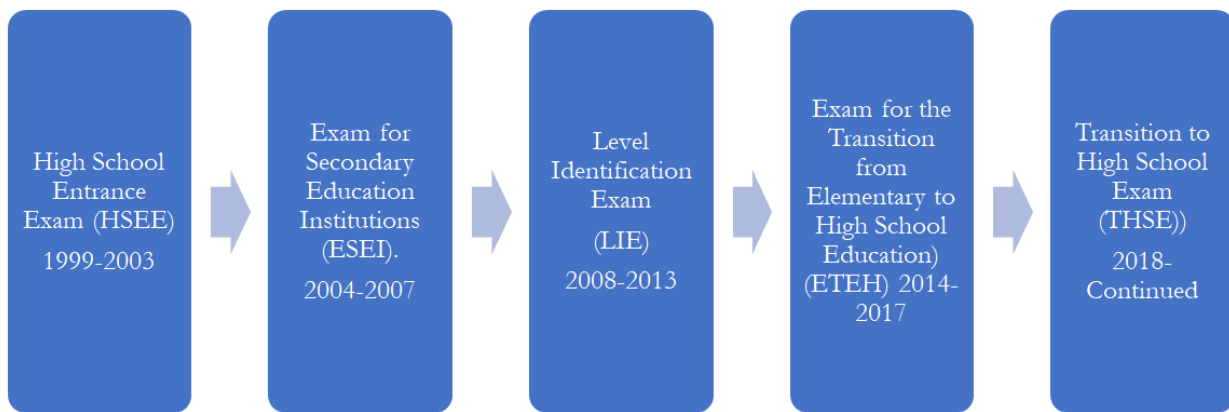 High School
Entrance
Exam (HSEE)
1999-2003
Exam for
Secondary
Education
Institutions
(ESEI).
2004-2007
Level
Identification
Exam
(LIE)
2008-2013
Exam for the
Transition
from
Elementary to
High School
Education)
(ETEH) 2014-
2017
Transition to
High School
Exam
(THSE))
2018-
Continued